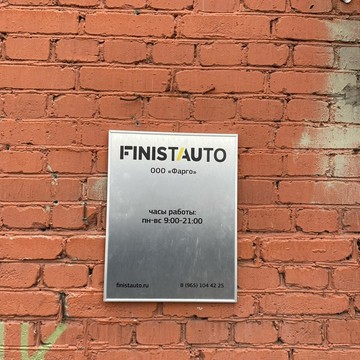 FINISTAUTO
ООО «Фарго»
часы работы:
пн-вс 9:00-21:00
finistauto.ru 8 (965) 104 42 25